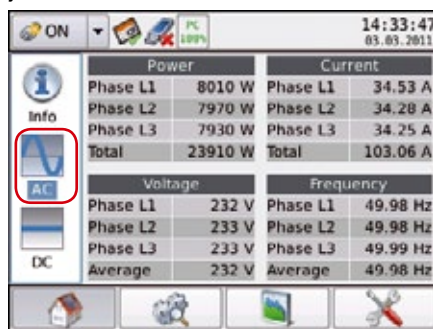 ON
PC
100%
14:33:47
03.03.2011
Info
AC
DC
Power
Phase L1 8010 W
Phase L2 7970 W
Phase L3 7930 W
Total 23910 W
Current
Phase L1 34.53 A
Phase L2 34.28 A
Phase L3 34.25 A
Total 103.06 A
Voltage
Phase L1 232 V
Phase L2 233 V
Phase L3 233 V
Average 232 V
Frequency
Phase L1 49.98 Hz
Phase L2 49.98 Hz
Phase L3 49.99 Hz
Average 49.98 Hz